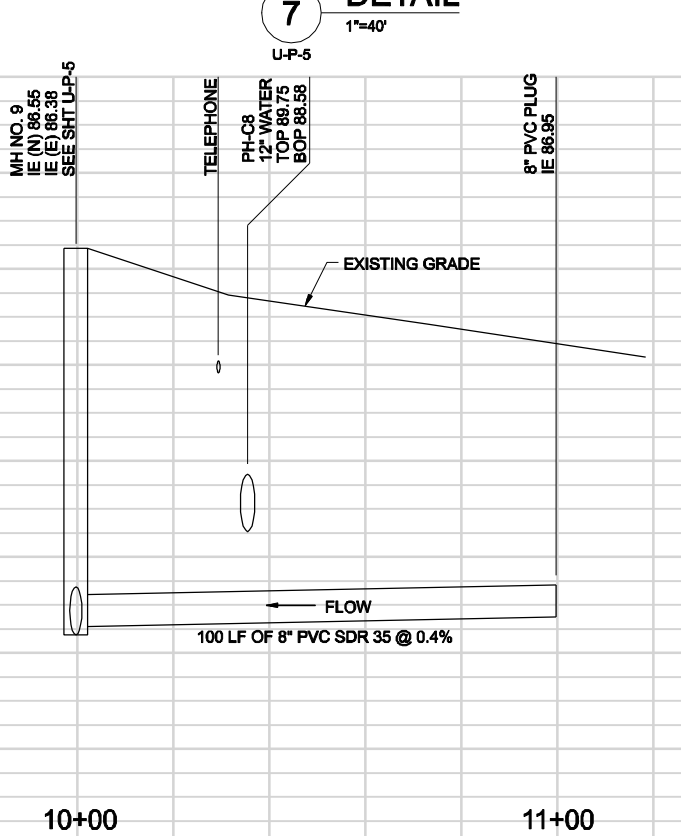 7
DETAIL
1"=40'
U-P-5
MH NO. 9
IE (N) 86.55
IE (E) 86.38
SEE SHT U-P-5
TELEPHONE
PH-C8
12" WATER
TOP 89.75
BOP 88.58
8" PVC PLUG
IE 86.95
EXISTING GRADE
FLOW
100 LF OF 8" PVC SDR 35 @ 0.4%
10+00
11+00